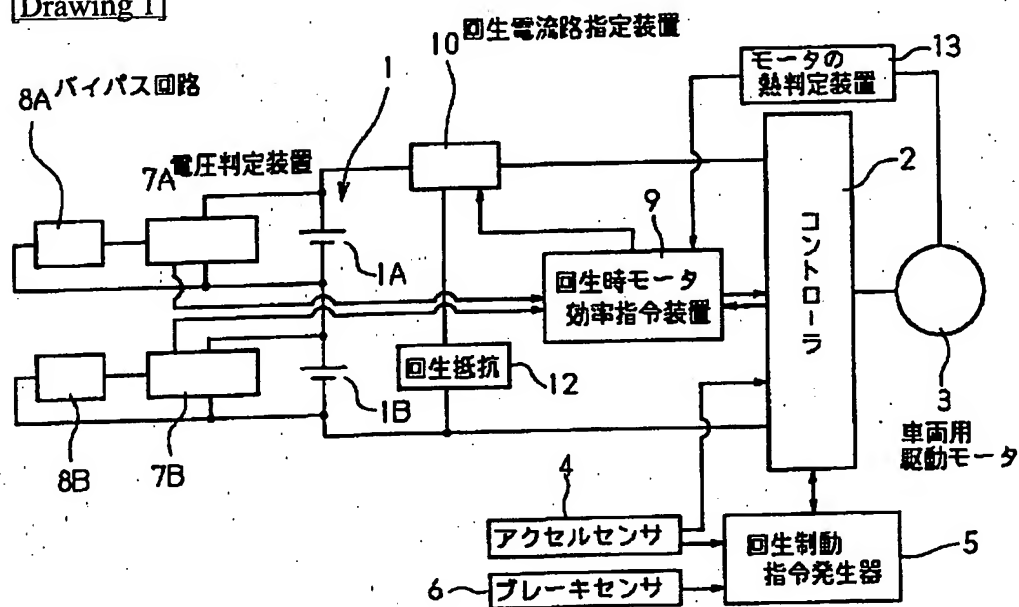 [Drawing 1]
10 回生電流路指定装置
モータの
熱判定装置
13
8A バイパス回路
1
7A 電圧判定装置
2
9
1A
回生時モータ
効率指令装置
コントローラ
回生抵抗
12
1B
3
車両用
駆動モータ
8B
7B
4
アクセルセンサ
回生制動
指令発生器
5
6
ブレーキセンサ